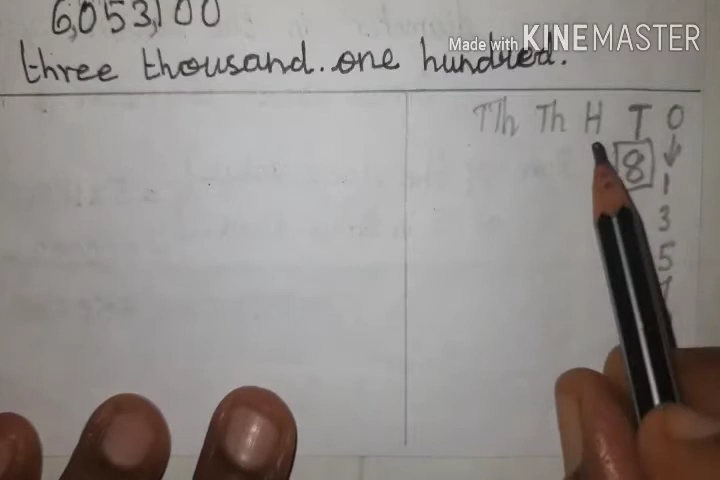 6,053,100
Made with KINEMASTER
three thousand..one hundred.
TTh Th H T O
8
1
3
5